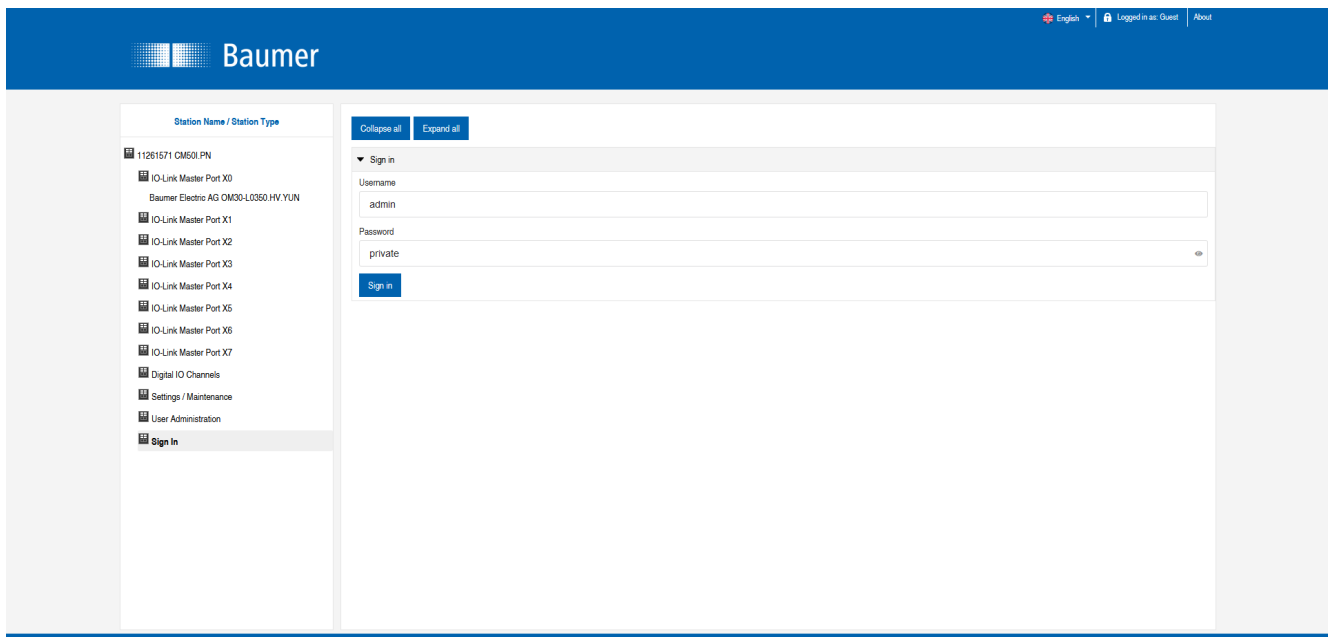 English
Logged in as: Guest
About
Baumer
Station Name / Station Type
11261571 CM50I.PN
IO-Link Master Port X0
Baumer Electric AG OM30-L0350.HV.YUN
IO-Link Master Port X1
IO-Link Master Port X2
IO-Link Master Port X3
IO-Link Master Port X4
IO-Link Master Port X5
IO-Link Master Port X6
IO-Link Master Port X7
Digital IO Channels
Settings / Maintenance
User Administration
Sign In
Collapse all
Expand all
Sign in
Username
admin
Password
private
Sign in